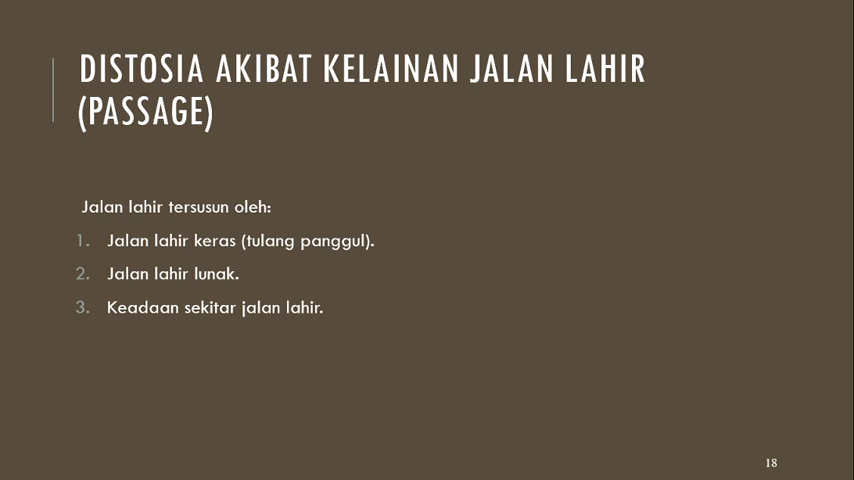 DISTOSIA AKIBAT KELAINAN JALAN LAHIR
(PASSAGE)
Jalan lahir tersusun oleh:
1. Jalan lahir keras (tulang panggul).
2. Jalan lahir lunak.
3. Keadaan sekitar jalan lahir.
18